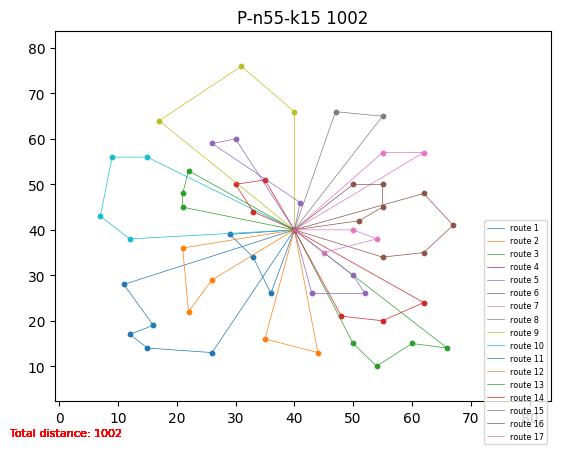 P-n55-k15 1002
80
70
60
50
40
30
20
10
0 10 20 30 40 50 60 70 80
route 1
route 2
route 3
route 4
route 5
route 6
route 7
route 8
route 9
route 10
route 11
route 12
route 13
route 14
route 15
route 16
route 17
Total distance: 1002